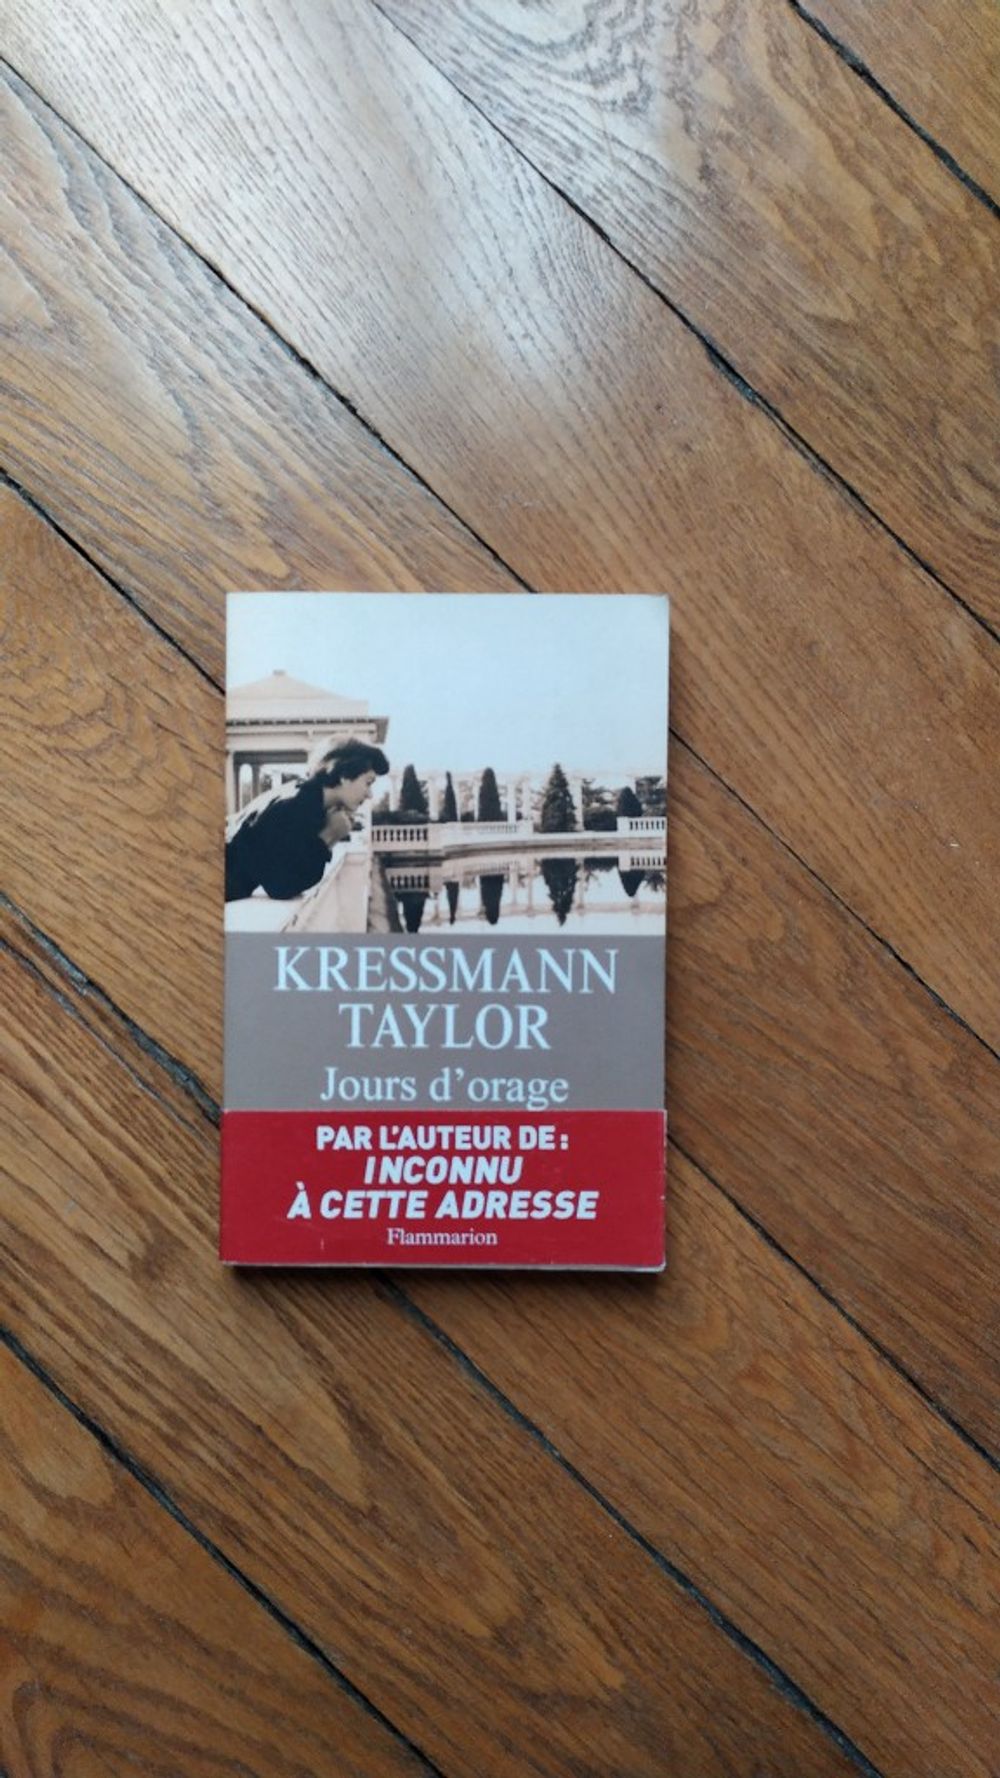 KRESSMANN
TAYLOR
Jours d'orage
PAR L'AUTEUR DE :
INCONNU
À CETTE ADRESSE
Flammarion